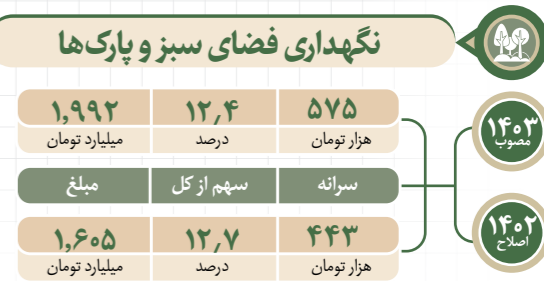 نگهداری فضای سبز و پارک‌ها
۱۴۰۳
مصوب
۵۷۵ ۱۲٫۴ ۱,۹۹۲
هزار تومان درصد میلیارد تومان
سرانه سهم از کل مبلغ
۱۴۰۲
اصلاح
۴۴۳ ۱۲٫۷ ۱,۶۰۵
هزار تومان درصد میلیارد تومان